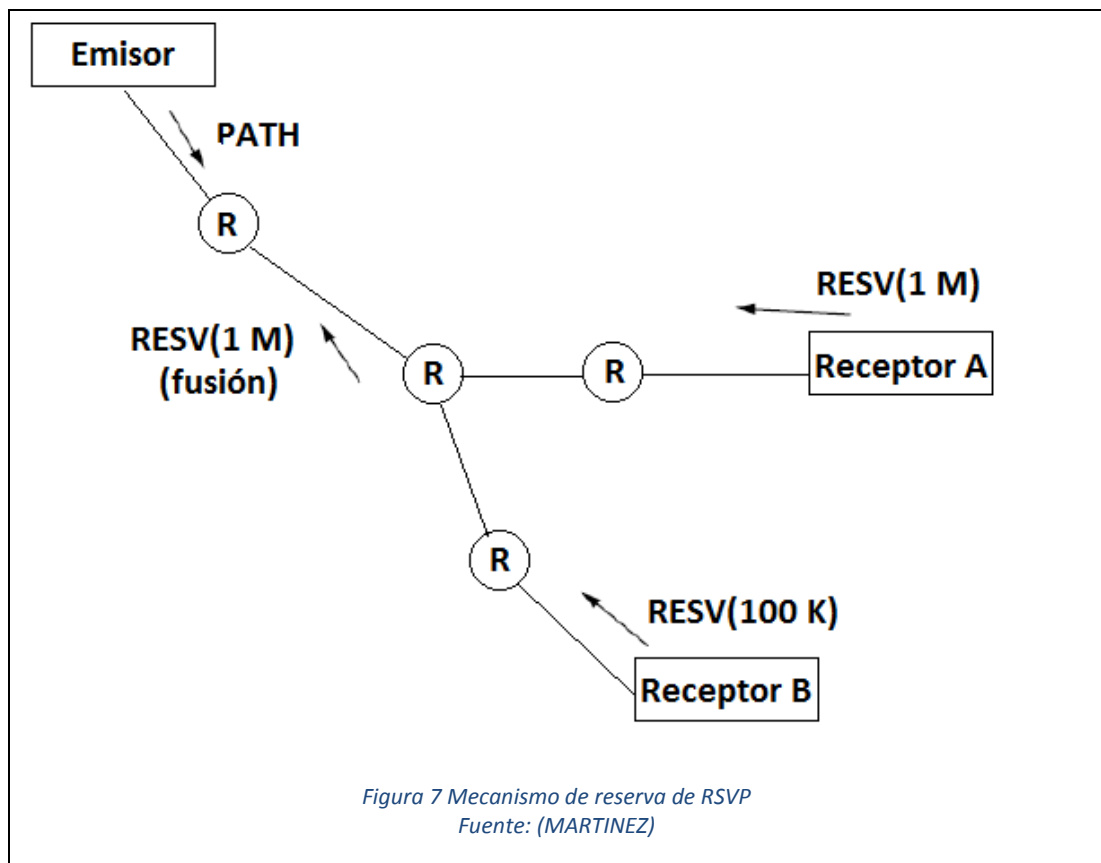 Emisor
PATH
R
RESV(1 M)
RESV(1 M)
(fusión)
R
R
Receptor A
R
RESV(100 K)
Receptor B
Figura 7 Mecanismo de reserva de RSVP
Fuente: (MARTINEZ)